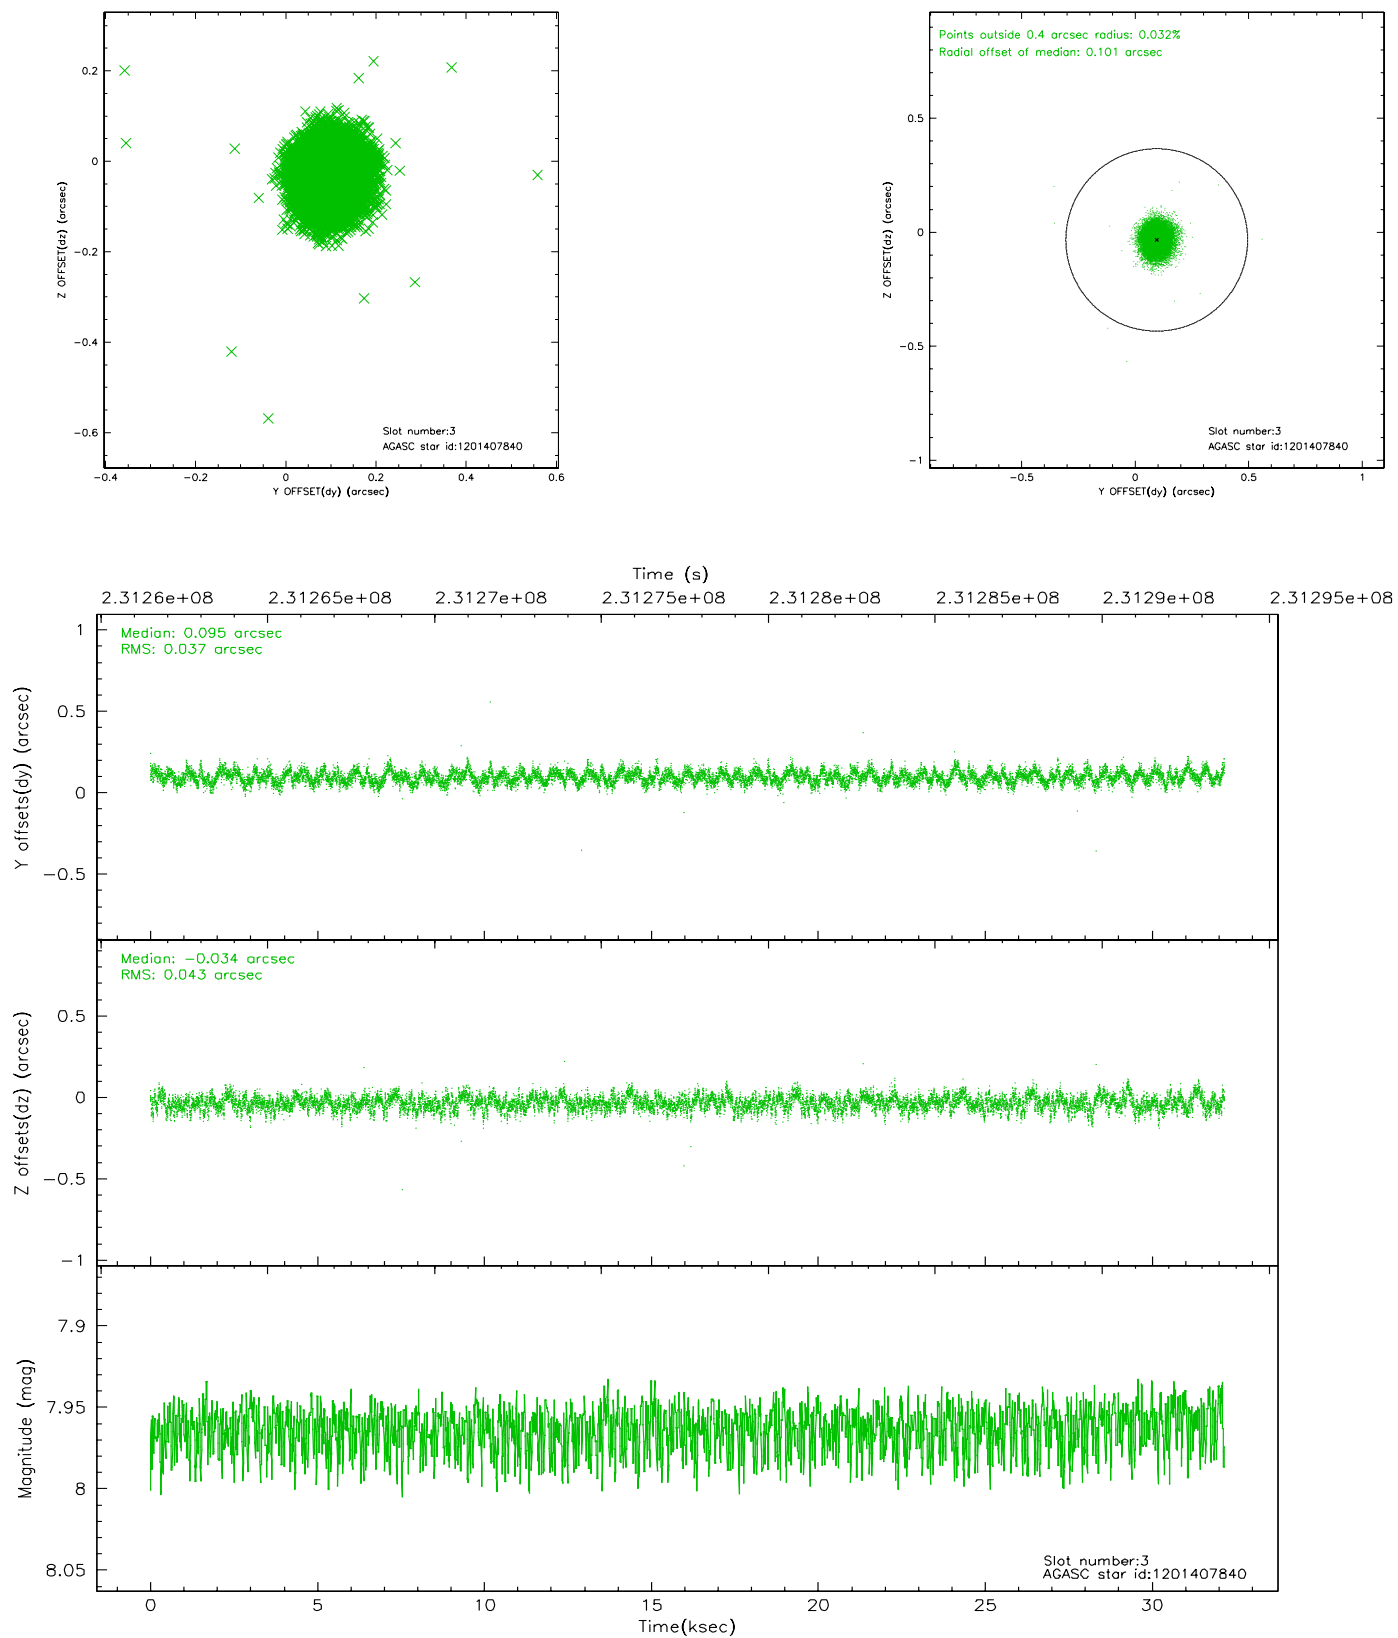 0.2
0
−0.2
−0.4
−0.6
Z OFFSET(dz) (arcsec)
Slot number:3
AGASC star id:1201407840
−0.4 −0.2 0 0.2 0.4 0.6
Y OFFSET(dy) (arcsec)
Points outside 0.4 arcsec radius: 0.032%
Radial offset of median: 0.101 arcsec
0.5
0
−0.5
−1
Z OFFSET(dz) (arcsec)
Slot number:3
AGASC star id:1201407840
−0.5 0 0.5 1
Y OFFSET(dy) (arcsec)
Time (s)
2.3126e+08 2.31265e+08 2.3127e+08 2.31275e+08 2.3128e+08 2.31285e+08 2.3129e+08 2.31295e+08
Median: 0.095 arcsec
RMS: 0.037 arcsec
1
0.5
0
−0.5
Y offsets(dy) (arcsec)
Median: −0.034 arcsec
RMS: 0.043 arcsec
0.5
0
−0.5
−1
Z offsets(dz) (arcsec)
7.9
7.95
8
8.05
Magnitude (mag)
Slot number:3
AGASC star id:1201407840
0 5 10 15 20 25 30
Time(ksec)